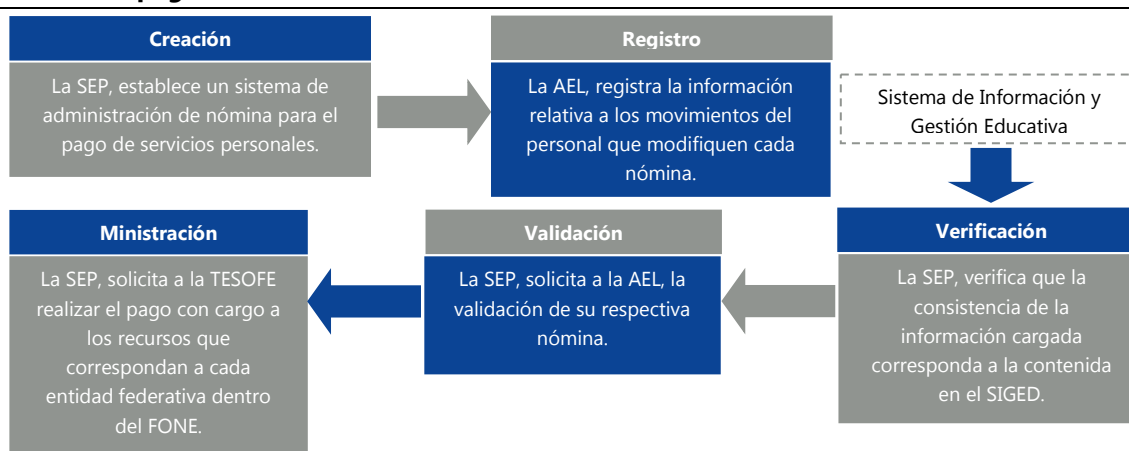 Creación
La SEP, establece un sistema de
administración de nómina para el
pago de servicios personales.
Registro
La AEL, registra la información
relativa a los movimientos del
personal que modifiquen cada
nómina.
Sistema de Información y
Gestión Educativa
Verificación
La SEP, verifica que la
consistencia de la
información cargada
corresponda a la contenida
en el SIGED.
Validación
La SEP, solicita a la AEL, la
validación de su respectiva
nómina.
Ministración
La SEP, solicita a la TESOFE
realizar el pago con cargo a
los recursos que
correspondan a cada
entidad federativa dentro
del FONE.